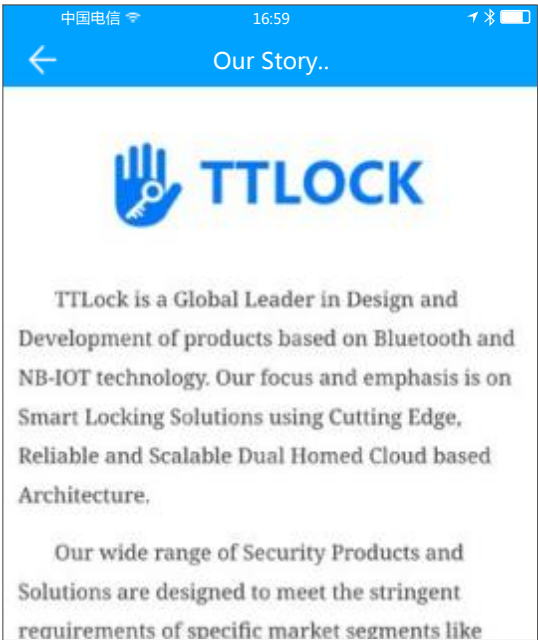 中国电信 16:59
Our Story..
TTLOCK
TTLock is a Global Leader in Design and
Development of products based on Bluetooth and
NB-IOT technology. Our focus and emphasis is on
Smart Locking Solutions using Cutting Edge,
Reliable and Scalable Dual Homed Cloud based
Architecture.
Our wide range of Security Products and
Solutions are designed to meet the stringent
requirements of specific market segments like